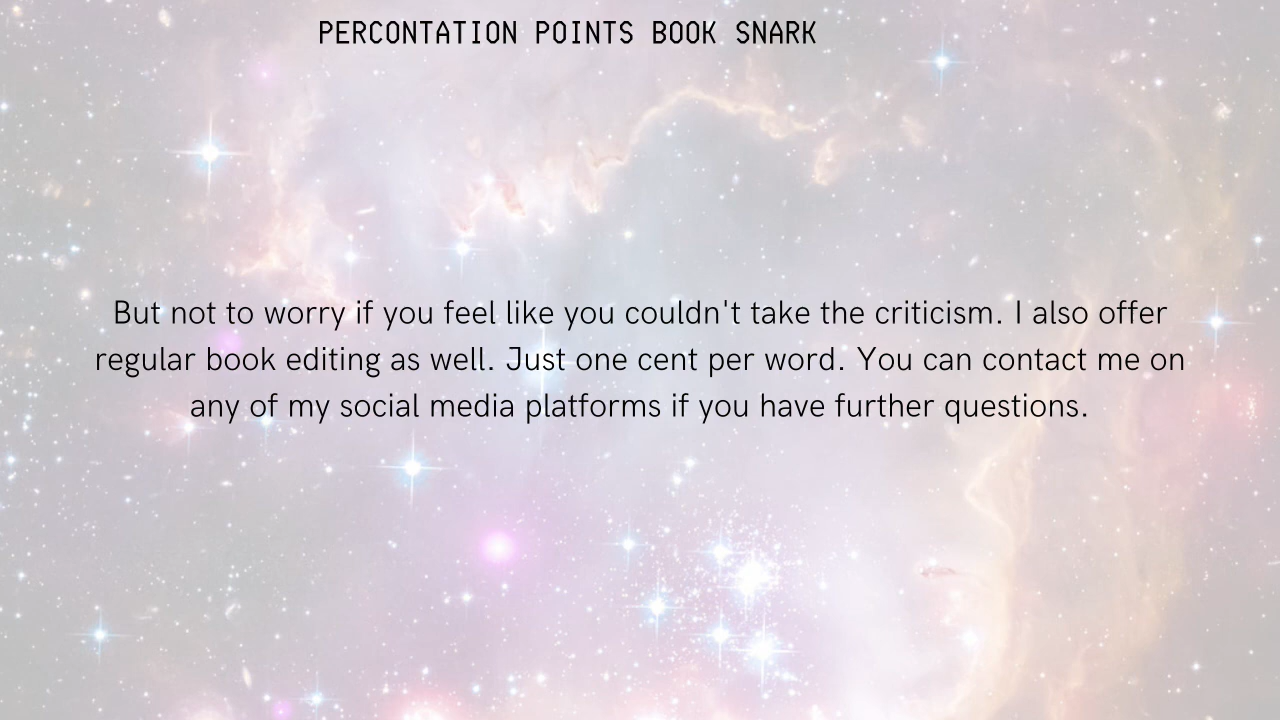 PERCONTATION POINTS BOOK SNARK
But not to worry if you feel like you couldn't take the criticism. I also offer
regular book editing as well. Just one cent per word. You can contact me on
any of my social media platforms if you have further questions.